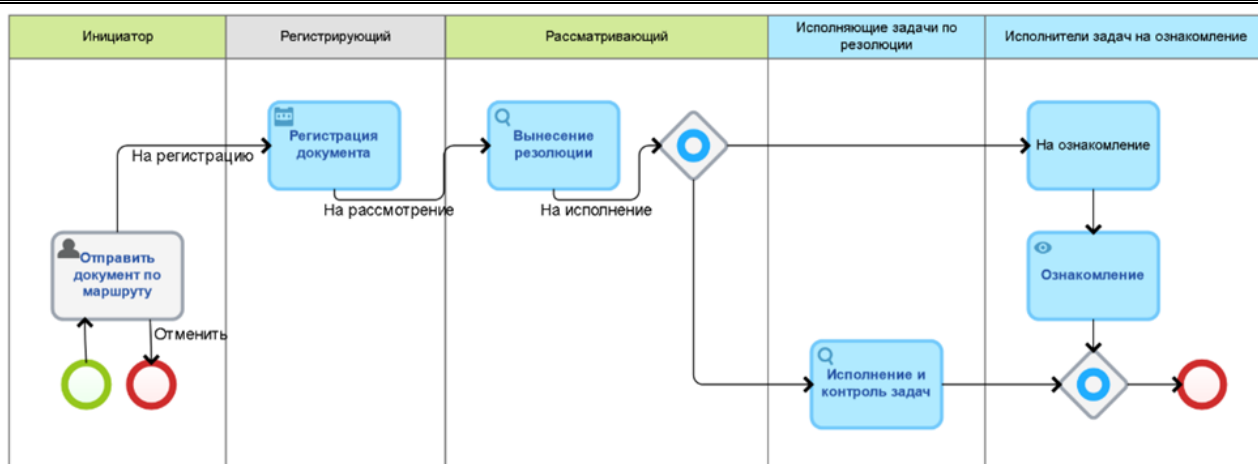 Инициатор
Регистрирующий
Рассматривающий
Исполняющие задачи по
резолюции
Исполнители задач на ознакомление
Регистрация
документа
Вынесение
резолюции
На ознакомление
На регистрацию
На рассмотрение
На исполнение
Отправить
документ по
маршруту
Ознакомление
Отменить
Исполнение и
контроль задач